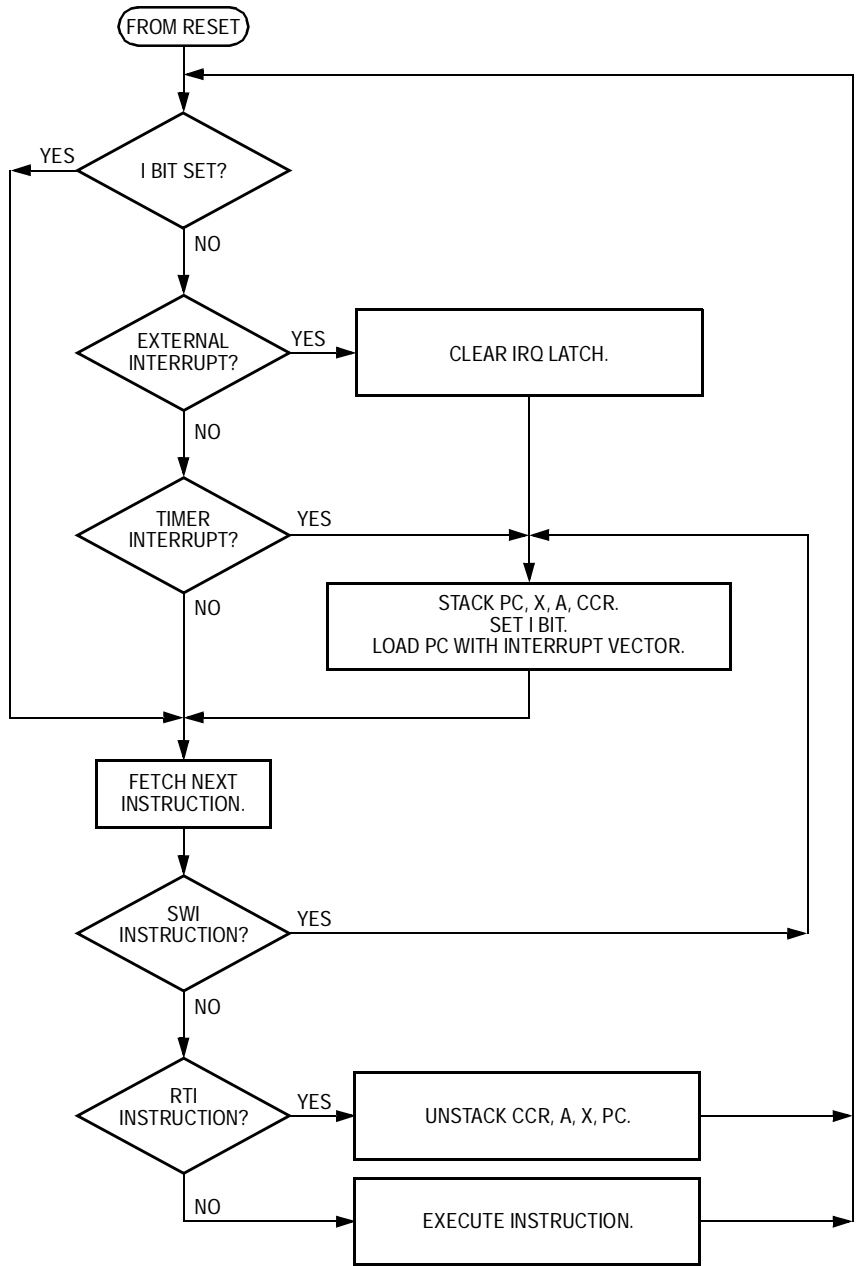 FROM RESET
YES
I BIT SET?
NO
EXTERNAL
INTERRUPT?
YES
CLEAR IRQ LATCH.
NO
TIMER
INTERRUPT?
YES
NO
STACK PC, X, A, CCR.
SET I BIT.
LOAD PC WITH INTERRUPT VECTOR.
FETCH NEXT
INSTRUCTION.
SWI
INSTRUCTION?
YES
NO
RTI
INSTRUCTION?
YES
UNSTACK CCR, A, X, PC.
NO
EXECUTE INSTRUCTION.